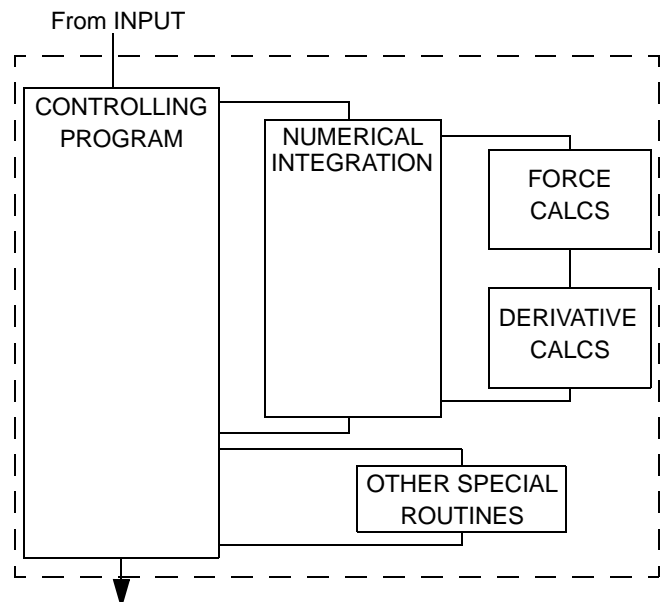 From INPUT
CONTROLLING
PROGRAM
NUMERICAL
INTEGRATION
FORCE
CALCS
DERIVATIVE
CALCS
OTHER SPECIAL
ROUTINES